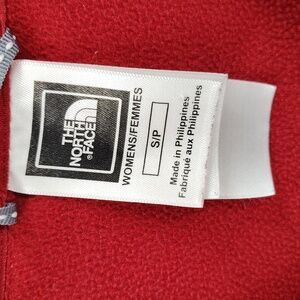 THE
NORTH
FACE®
WOMENS/FEMMES
S/P
Made in Philippines
Fabriqué aux Philippines